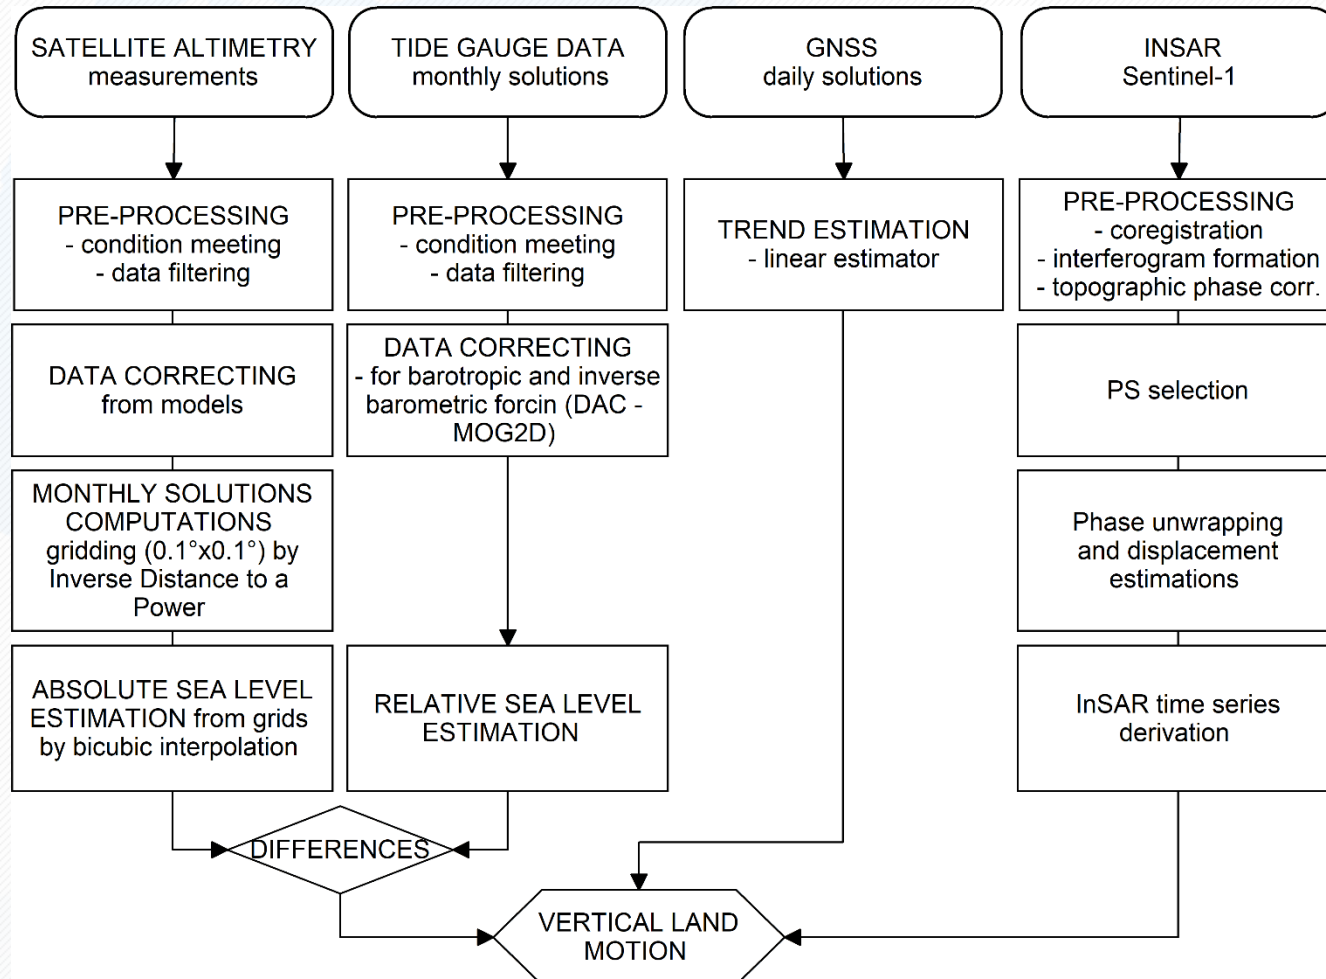 SATELLITE ALTIMETRY
measurements
TIDE GAUGE DATA
monthly solutions
GNSS
daily solutions
INSAR
Sentinel-1
PRE-PROCESSING
- condition meeting
- data filtering
PRE-PROCESSING
- condition meeting
- data filtering
TREND ESTIMATION
- linear estimator
PRE-PROCESSING
- coregistration
- interferogram formation
- topographic phase corr.
DATA CORRECTING
from models
DATA CORRECTING
- for barotropic and inverse
barometric forcin (DAC -
MOG2D)
PS selection
MONTHLY SOLUTIONS
COMPUTATIONS
gridding (0.1°x0.1°) by
Inverse Distance to a
Power
Phase unwrapping
and displacement
estimations
ABSOLUTE SEA LEVEL
ESTIMATION from grids
by bicubic interpolation
RELATIVE SEA LEVEL
ESTIMATION
InSAR time series
derivation
DIFFERENCES
VERTICAL LAND
MOTION